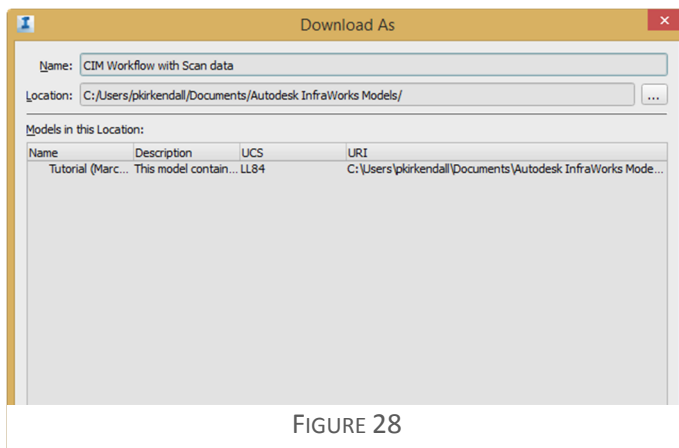 Download As
Name: CIM Workflow with Scan data
Location: C:/Users/pkirkendall/Documents/Autodesk InfraWorks Models/ ...
Models in this Location:
Name Description UCS URI
Tutorial (Marc... This model contain... LL84 C:\Users\pkirkendall\Documents\Autodesk InfraWorks Mode...
FIGURE 28